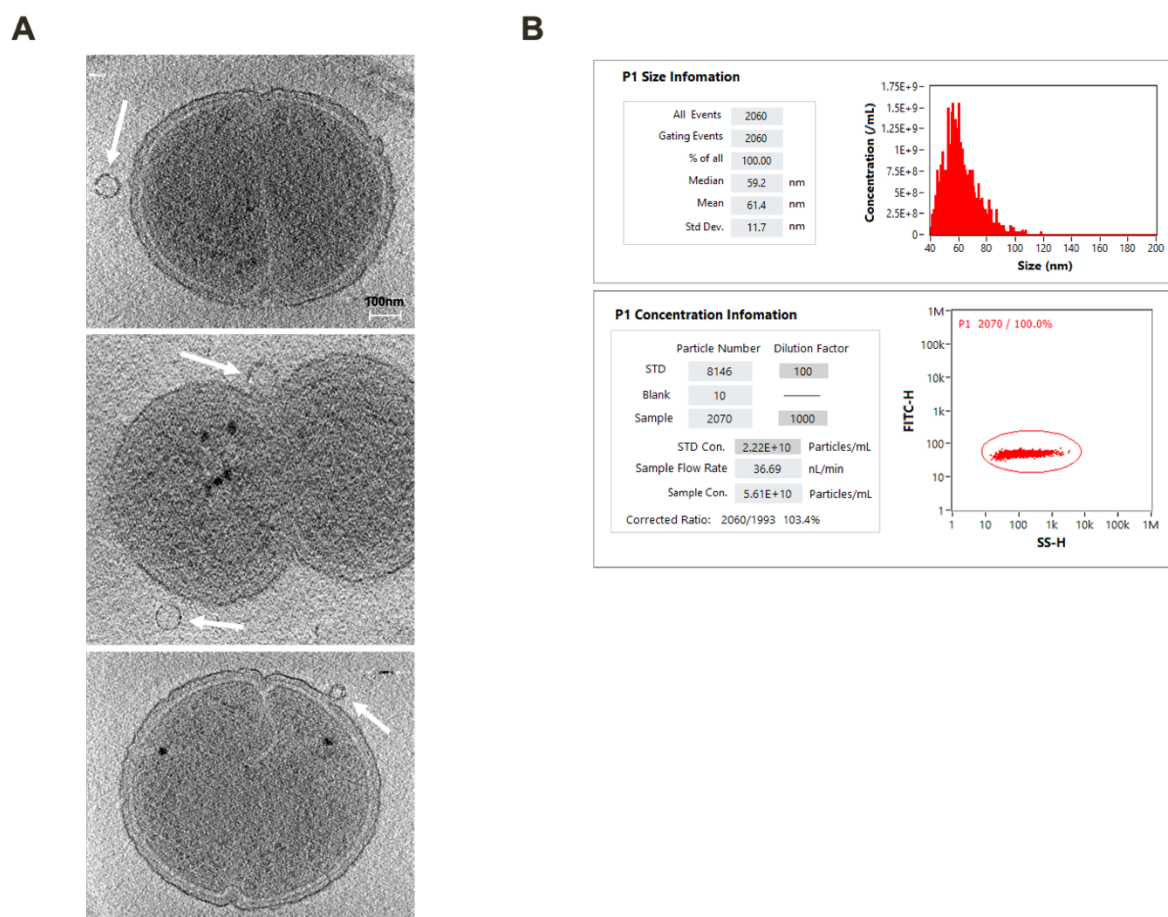 A
B
100nm
P1 Size Infomation
All Events 2060
Gating Events 2060
% of all 100.00
Median 59.2 nm
Mean 61.4 nm
Std Dev. 11.7 nm
Concentration (/mL)
1.75E+9
1.5E+9
1.25E+9
1E+9
7.5E+8
5E+8
2.5E+8
0
40 60 80 100 120 140 160 180 200
Size (nm)
P1 Concentration Infomation
Particle Number Dilution Factor
STD 8146 100
Blank 10 ——
Sample 2070 1000
STD Con. 2.22E+10 Particles/mL
Sample Flow Rate 36.69 nL/min
Sample Con. 5.61E+10 Particles/mL
Corrected Ratio: 2060/1993 103.4%
P1 2070 / 100.0%
FITC-H
1M
100k
10k
1k
100
10
1
1 10 100 1k 10k 100k 1M
SS-H